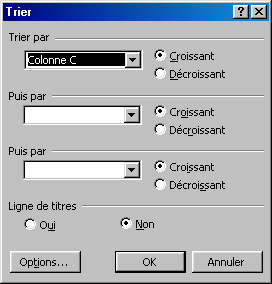 Trier
Trier par
Colonne C
Croissant
Décroissant
Puis par
Croissant
Décroissant
Puis par
Croissant
Décroissant
Ligne de titres
Oui
Non
Options...
OK
Annuler